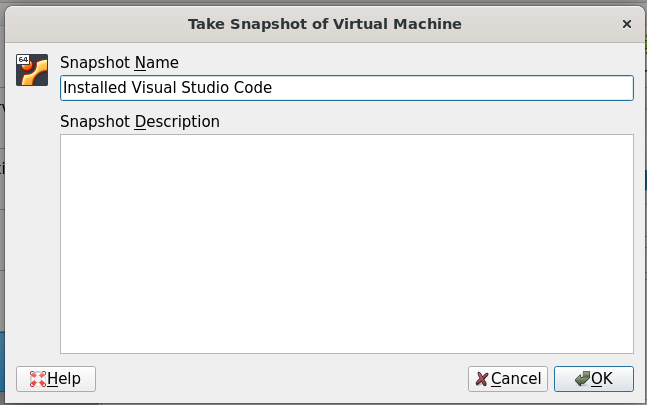 Take Snapshot of Virtual Machine
64
Snapshot Name
Installed Visual Studio Code
Snapshot Description
Help
Cancel
OK